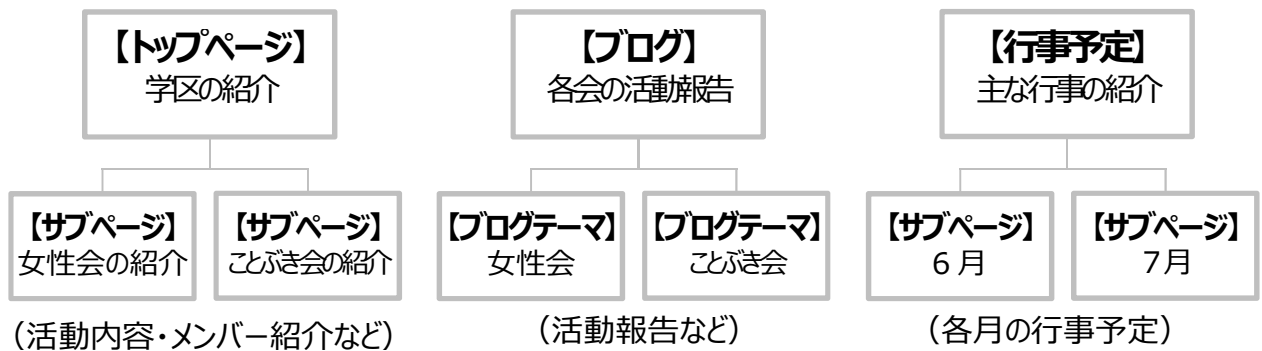 【トップページ】
学区の紹介
【ブログ】
各会の活動報告
【行事予定】
主な行事の紹介
【サブページ】
女性会の紹介
【サブページ】
ことぶき会の紹介
【ブログテーマ】
女性会
【ブログテーマ】
ことぶき会
【サブページ】
6月
【サブページ】
7月
（活動内容・メンバー紹介など）
（活動報告など）
（各月の行事予定）